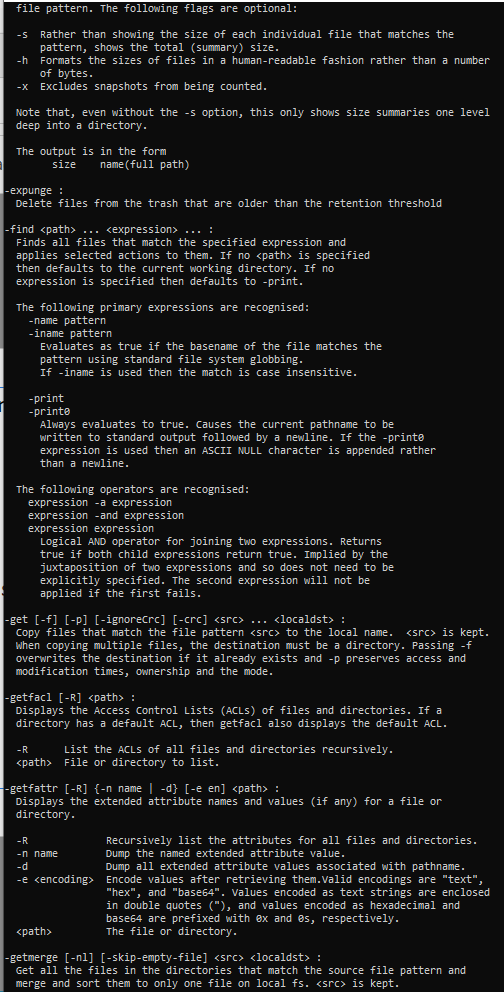 file pattern. The following flags are optional:

-s  Rather than showing the size of each individual file that matches the
    pattern, shows the total (summary) size.
-h  Formats the sizes of files in a human-readable fashion rather than a number
    of bytes.
-x  Excludes snapshots from being counted.

Note that, even without the -s option, this only shows size summaries one level
deep into a directory.

The output is in the form
      size    name(full path)

-expunge :
  Delete files from the trash that are older than the retention threshold

-find <path> ... <expression> ... :
  Finds all files that match the specified expression and
  applies selected actions to them. If no <path> is specified
  then defaults to the current working directory. If no
  expression is specified then defaults to -print.

  The following primary expressions are recognised:
    -name pattern
    -iname pattern
      Evaluates as true if the basename of the file matches the
      pattern using standard file system globbing.
      If -iname is used then the match is case insensitive.

    -print
    -print0
      Always evaluates to true. Causes the current pathname to be
      written to standard output followed by a newline. If the -print0
      expression is used then an ASCII NULL character is appended rather
      than a newline.

  The following operators are recognised:
    expression -a expression
    expression -and expression
    expression expression
      Logical AND operator for joining two expressions. Returns
      true if both child expressions return true. Implied by the
      juxtaposition of two expressions and so does not need to be
      explicitly specified. The second expression will not be
      applied if the first fails.

-get [-f] [-p] [-ignoreCrc] [-crc] <src> ... <localdst> :
  Copy files that match the file pattern <src> to the local name.  <src> is kept.
  When copying multiple files, the destination must be a directory. Passing -f
  overwrites the destination if it already exists and -p preserves access and
  modification times, ownership and the mode.

-getfacl [-R] <path> :
  Displays the Access Control Lists (ACLs) of files and directories. If a
  directory has a default ACL, then getfacl also displays the default ACL.

  -R      List the ACLs of all files and directories recursively.
  <path>  File or directory to list.

-getfattr [-R] {-n name | -d} [-e en] <path> :
  Displays the extended attribute names and values (if any) for a file or
  directory.

  -R             Recursively list the attributes for all files and directories.
  -n name        Dump the named extended attribute value.
  -d             Dump all extended attribute values associated with pathname.
  -e <encoding>  Encode values after retrieving them.Valid encodings are "text",
                 "hex", and "base64". Values encoded as text strings are enclosed
                 in double quotes ("), and values encoded as hexadecimal and
                 base64 are prefixed with 0x and 0s, respectively.
  <path>         The file or directory.

-getmerge [-nl] [-skip-empty-file] <src> <localdst> :
  Get all the files in the directories that match the source file pattern and
  merge and sort them to only one file on local fs. <src> is kept.